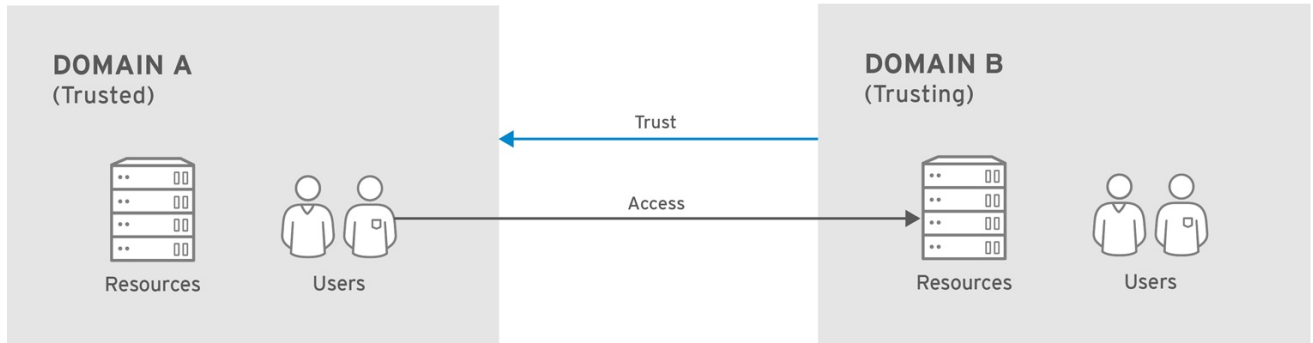 DOMAIN A
(Trusted)
Resources
Users
Trust
Access
DOMAIN B
(Trusting)
Resources
Users